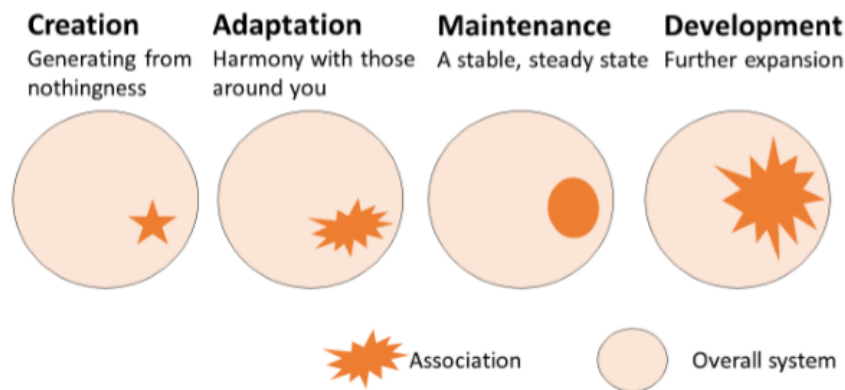 Creation
Generating from
nothingness
Adaptation
Harmony with those
around you
Maintenance
A stable, steady state
Development
Further expansion
Association
Overall system